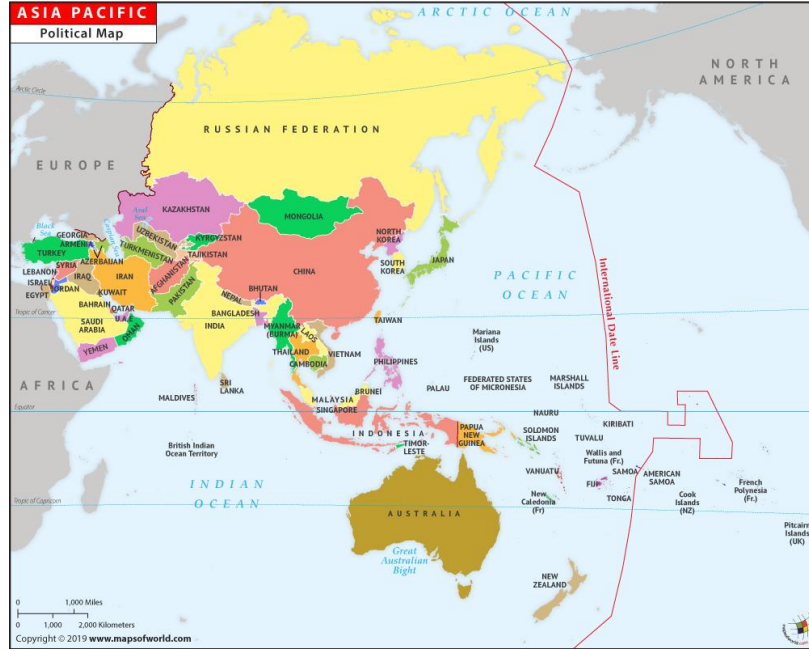 ASIA PACIFIC
Political Map
ARCTIC OCEAN
NORTH
AMERICA
Arctic Circle
RUSSIAN FEDERATION
EUROPE
KAZAKHSTAN
MONGOLIA
Aral
Sea
Black
Sea
Caspian Sea
GEORGIA
ARMENIA
TURKEY
AZERBAIJAN
UZBEKISTAN
TURKMENISTAN
KYRGYZSTAN
TAJIKISTAN
NORTH
KOREA
SOUTH
KOREA
JAPAN
CHINA
LEBANON
SYRIA
ISRAEL
IRAQ
IRAN
AFGHANISTAN
PAKISTAN
JORDAN
EGYPT
KUWAIT
BAHRAIN
QATAR
U.A.E
SAUDI
ARABIA
OMAN
YEMEN
NEPAL
BHUTAN
BANGLADESH
INDIA
MYANMAR
(BURMA)
LAOS
TAIWAN
THAILAND
VIETNAM
CAMBODIA
PHILIPPINES
PACIFIC
OCEAN
International Date Line
Tropic of Cancer
Mariana
Islands
(US)
AFRICA
MALDIVES
SRI
LANKA
MALAYSIA
BRUNEI
SINGAPORE
PALAU
FEDERATED STATES
OF MICRONESIA
MARSHALL
ISLANDS
Equator
NAURU
KIRIBATI
INDONESIA
TIMOR-
LESTE
PAPUA
NEW
GUINEA
SOLOMON
ISLANDS
TUVALU
British Indian
Ocean Territory
Wallis and
Futuna (Fr.)
SAMOA
AMERICAN
SAMOA
VANUATU
FIJI
TONGA
New
Caledonia
(Fr)
Cook
Islands
(NZ)
French
Polynesia
(Fr.)
Pitcairn
Islands
(UK)
INDIAN
OCEAN
Tropic of Capricorn
AUSTRALIA
Great
Australian
Bight
NEW
ZEALAND
0 1,000 Miles
0 1,000 2,000 Kilometers
Copyright © 2019 www.mapsofworld.com